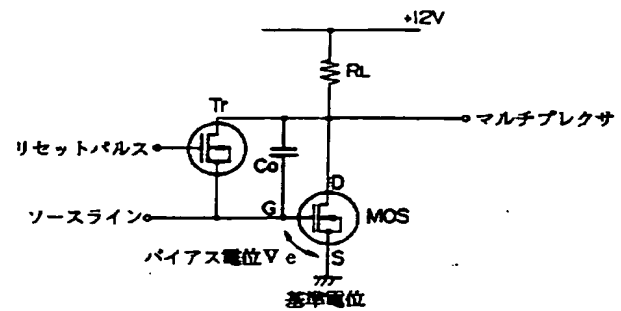 +12V
RL
Tr
マルチプレクサ
リセットパルス
Co
D
ソースライン
G
MOS
バイアス電位Ve
S
基準電位